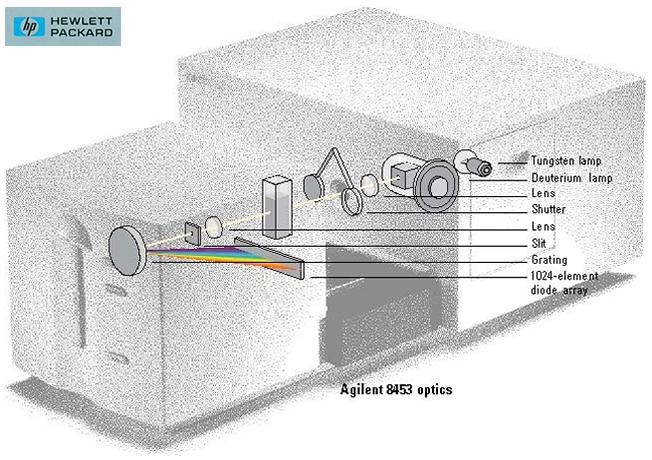 hp HEWLETT
PACKARD
Tungsten lamp
Deuterium lamp
Lens
Shutter
Lens
Slit
Grating
1024-element
diode array
Agilent 8453 optics